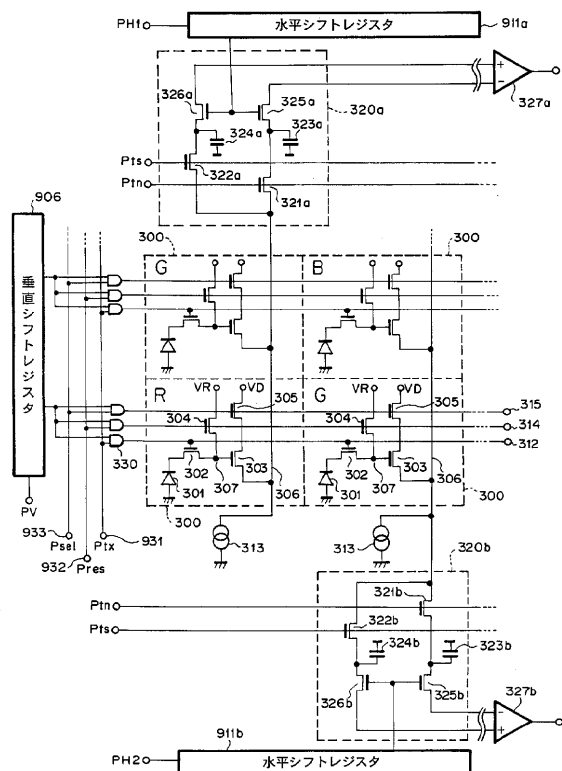 PH1 水平シフトレジスタ 911a
326a 325a 320a 327a
+
-
324a 323a
Pts 322a
Ptn 321a
906
300 300
垂直シフトレジスタ
G B
R VR VD G VR VD
304 305 304 305
315
314
330 312
302 303 302 303
301 307 306 301 307 306
PV 300 300
933 Psel Ptx 931
932 Pres
313 313
320b
321b
Ptn
Pts 322b
324b 323b
326b 325b 327b
-
+
911b
PH2 水平シフトレジスタ